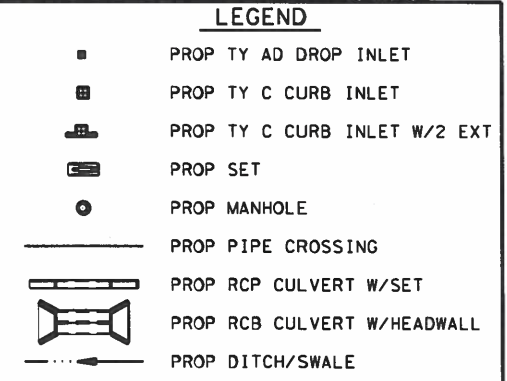 LEGEND
PROP TY AD DROP INLET
PROP TY C CURB INLET
PROP TY C CURB INLET W/2 EXT
PROP SET
PROP MANHOLE
PROP PIPE CROSSING
PROP RCP CULVERT W/SET
PROP RCB CULVERT W/HEADWALL
PROP DITCH/SWALE